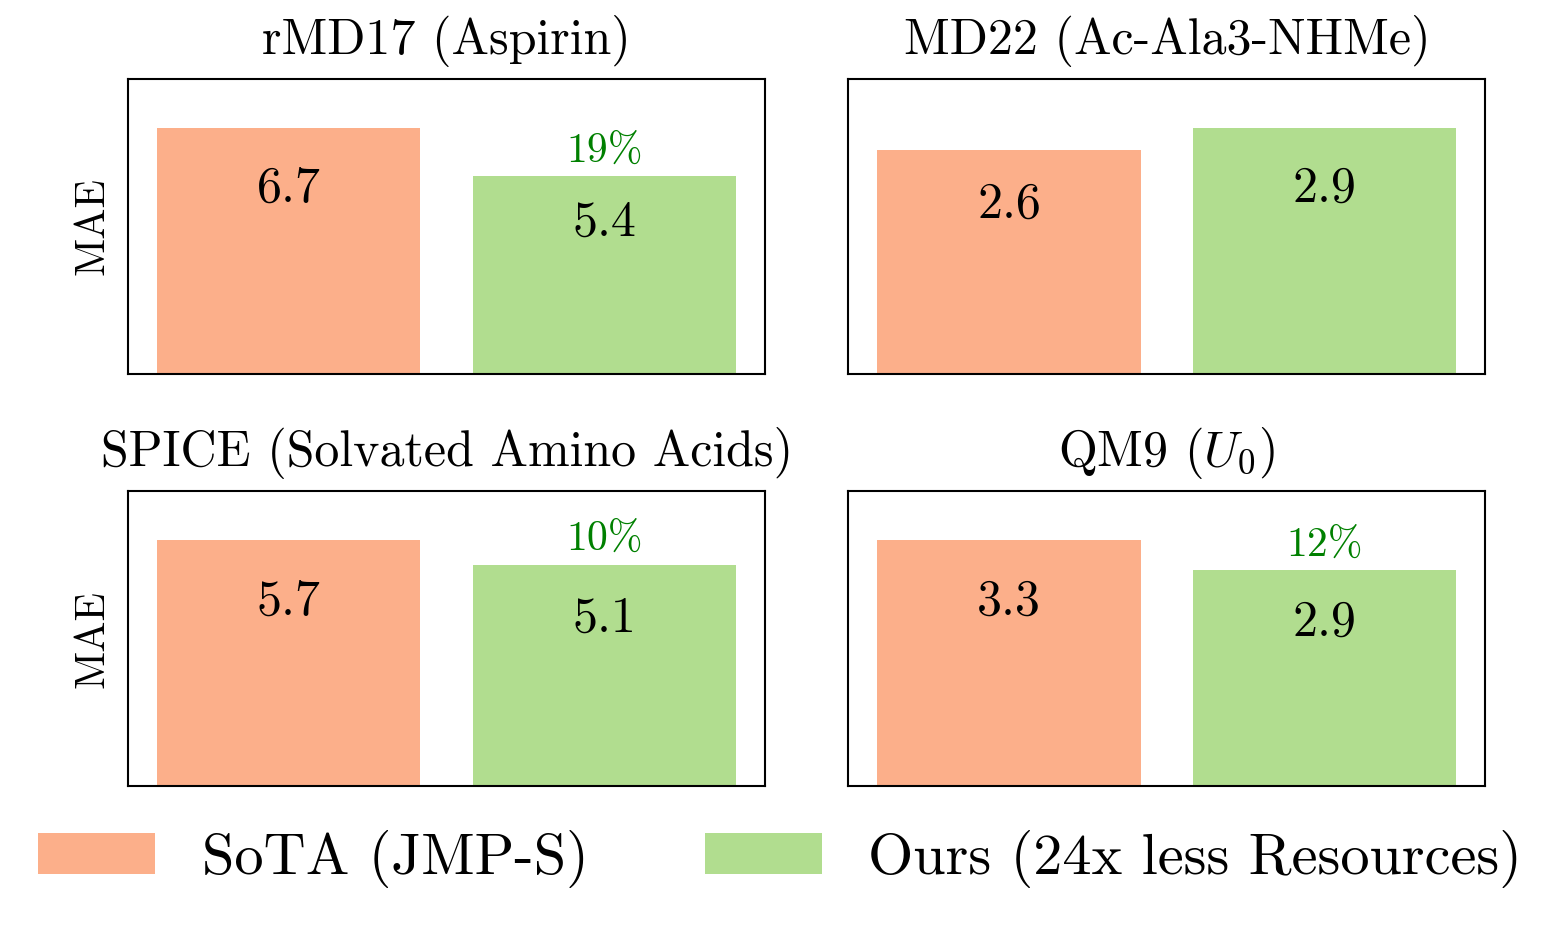 rMD17 (Aspirin)
MAE
6.7
19%
5.4
MD22 (Ac-Ala3-NHMe)
2.6
2.9
SPICE (Solvated Amino Acids)
MAE
5.7
10%
5.1
QM9 (U₀)
3.3
12%
2.9
SoTA (JMP-S)
Ours (24x less Resources)